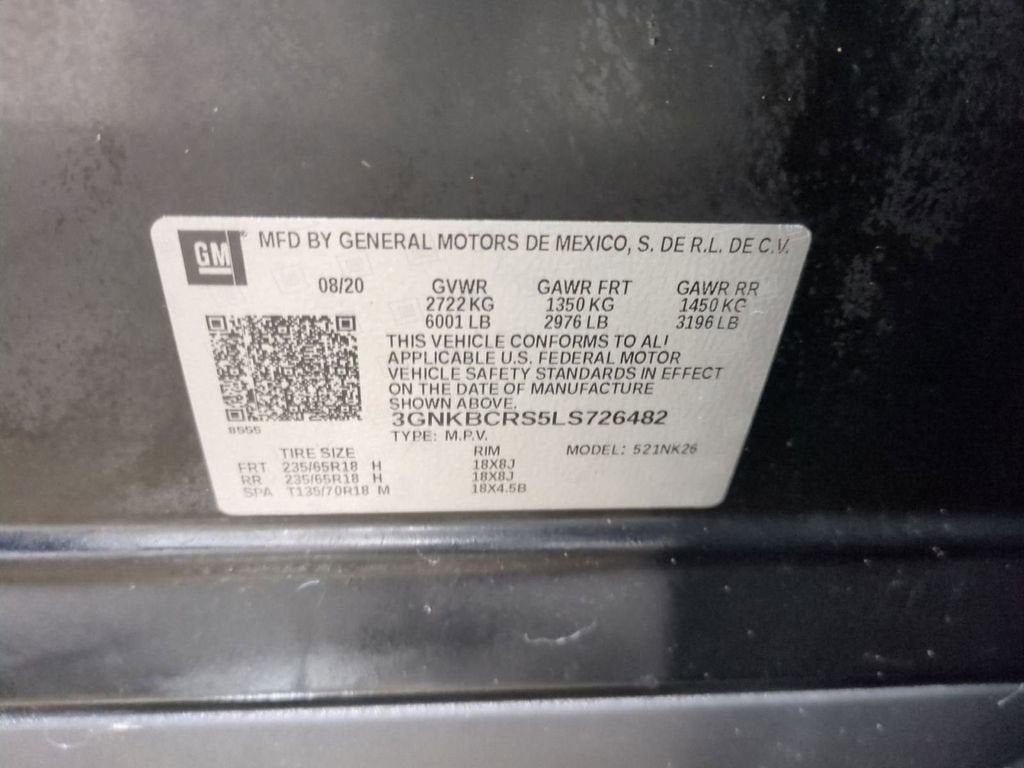 GM MFD BY GENERAL MOTORS DE MEXICO, S. DE R.L. DE C.V.
08/20 GVWR GAWR FRT GAWR RR
2722 KG 1350 KG 1450 KG
6001 LB 2976 LB 3196 LB
THIS VEHICLE CONFORMS TO ALL
APPLICABLE U.S. FEDERAL MOTOR
VEHICLE SAFETY STANDARDS IN EFFECT
ON THE DATE OF MANUFACTURE
SHOWN ABOVE.
3GNKBCRS5LS726482
8555
TYPE: M.P.V.
TIRE SIZE RIM MODEL: 521NK26
FRT 235/65R18 H 18X8J
RR 235/65R18 H 18X8J
SPA T135/70R18 M 18X4.5B